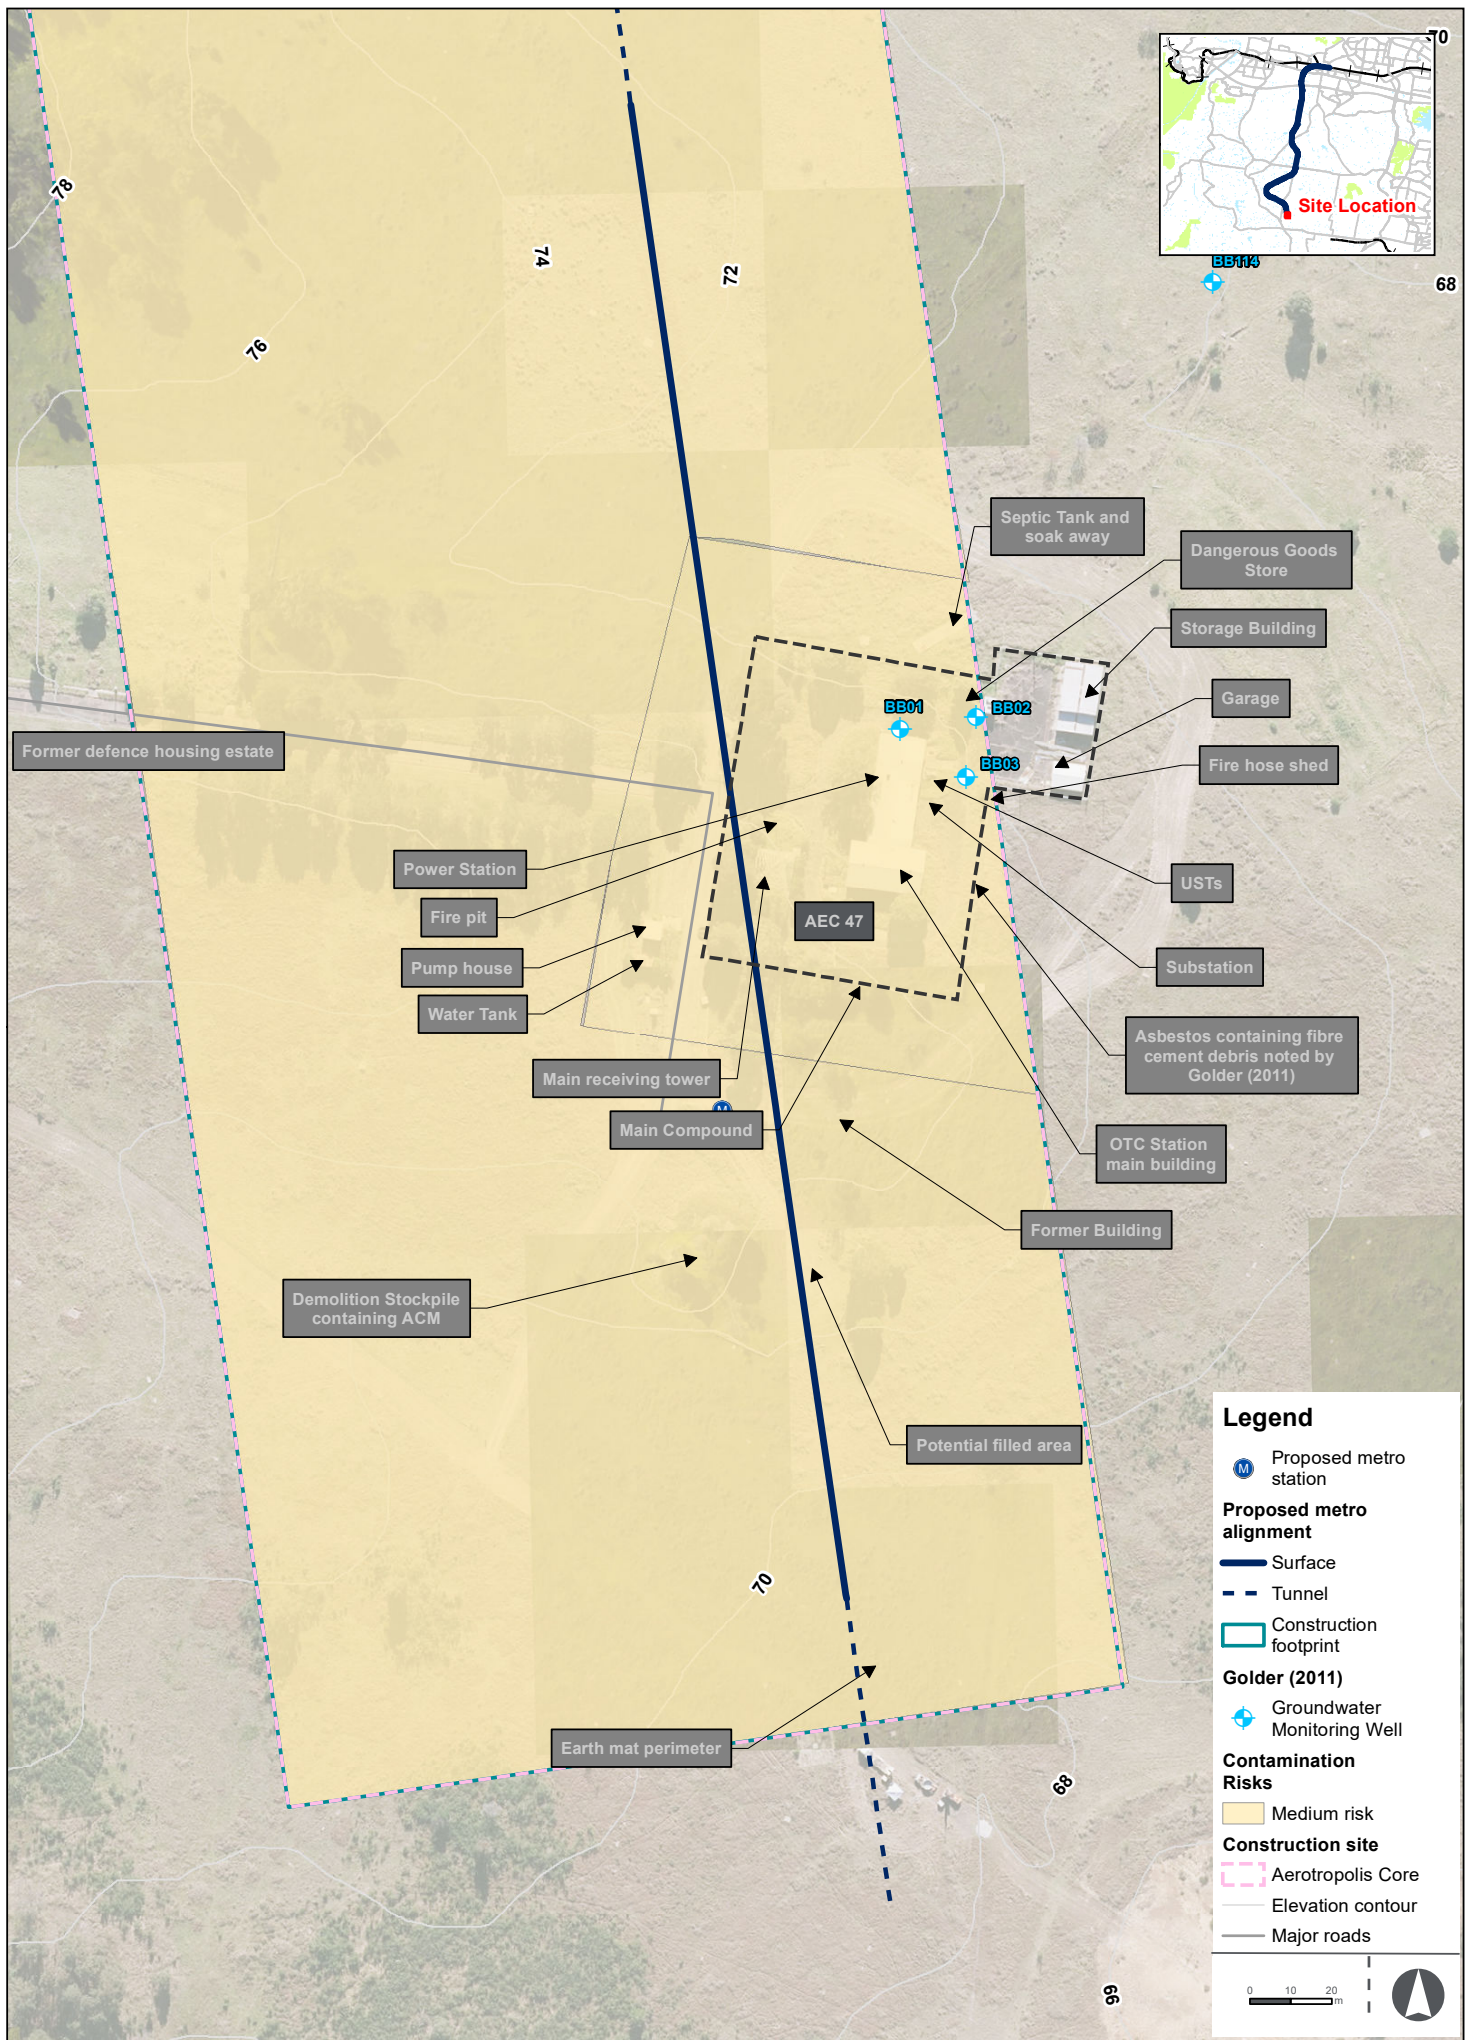 70
Site Location
BB114
68
78
74
72
76
Septic Tank and
soak away
Dangerous Goods
Store
Storage Building
Garage
BB01
BB02
Former defence housing estate
BB03
Fire hose shed
Power Station
USTs
Fire pit
AEC 47
Pump house
Substation
Water Tank
Asbestos containing fibre
cement debris noted by
Golder (2011)
Main receiving tower
M
Main Compound
OTC Station
main building
Former Building
Demolition Stockpile
containing ACM
Potential filled area
70
Earth mat perimeter
68
66
Legend
M
Proposed metro
station
Proposed metro
alignment
Surface
Tunnel
Construction
footprint
Golder (2011)
Groundwater
Monitoring Well
Contamination
Risks
Medium risk
Construction site
Aerotropolis Core
Elevation contour
Major roads
0 10 20
m